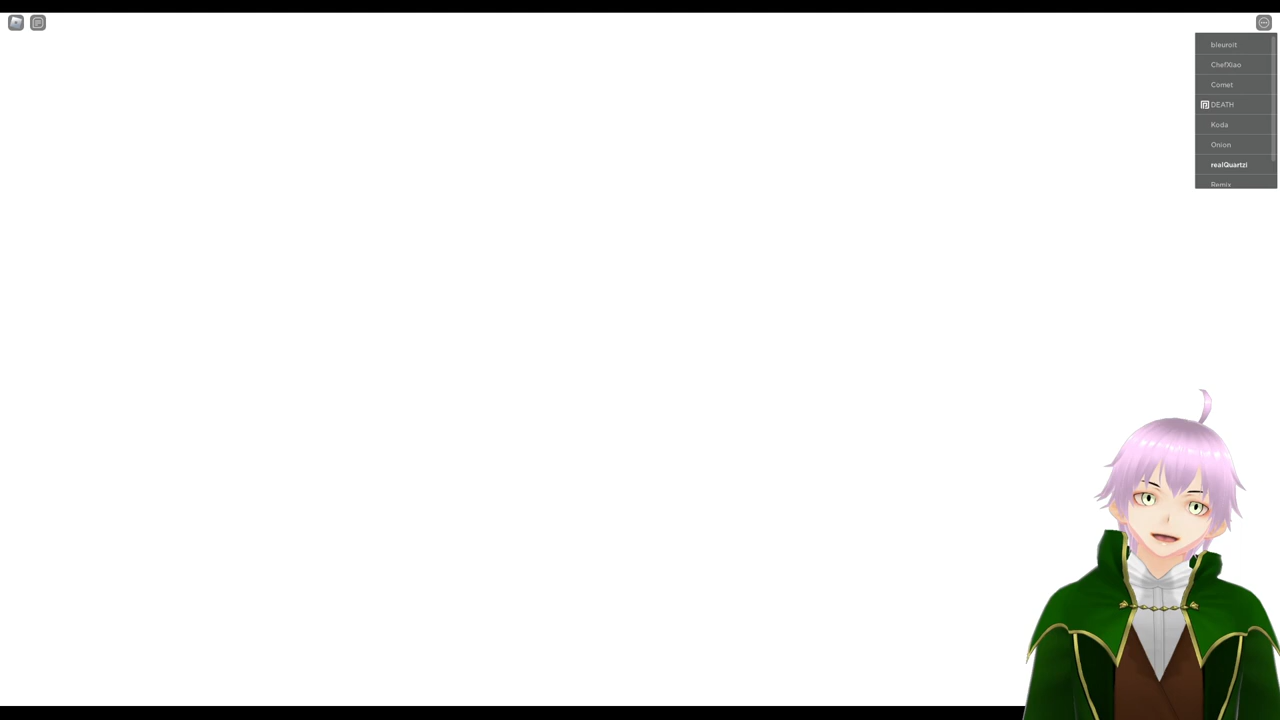 bleuroit
ChefXiao
Comet
DEATH
Koda
Onion
realQuartzi
Remix